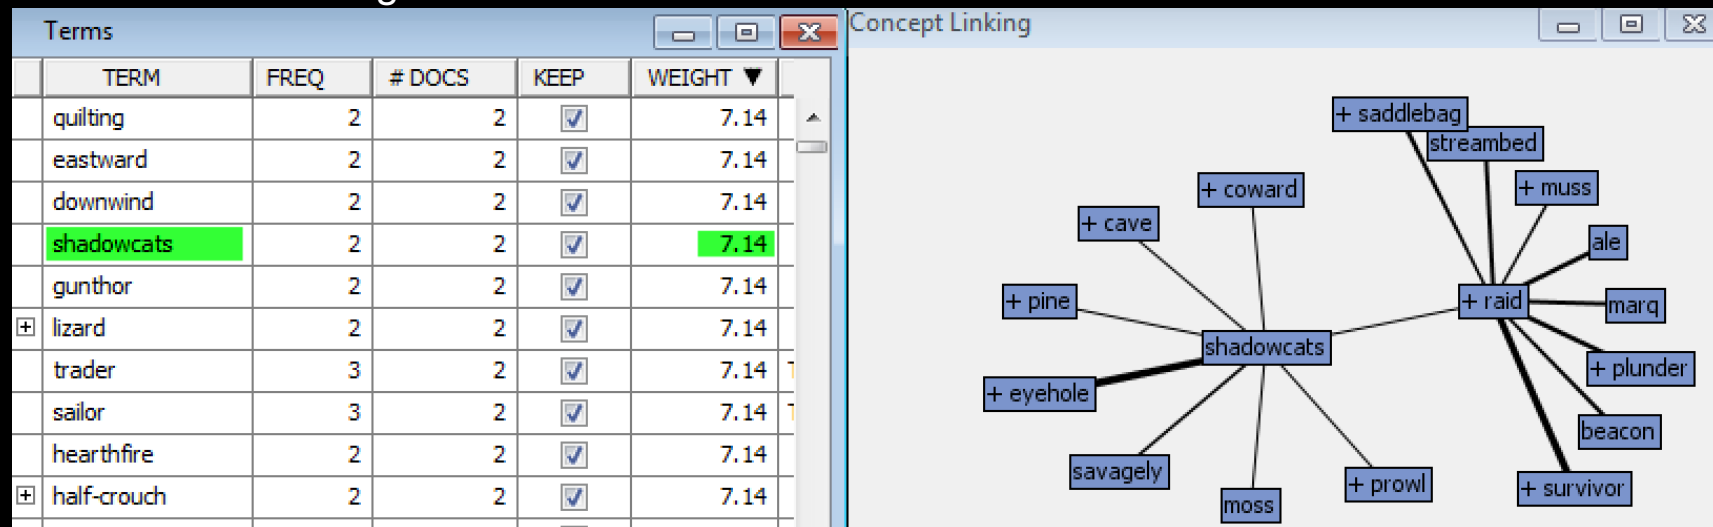 Terms
TERM FREQ # DOCS KEEP WEIGHT ▼
quilting 2 2 7.14
eastward 2 2 7.14
downwind 2 2 7.14
shadowcats 2 2 7.14
gunthor 2 2 7.14
lizard 2 2 7.14
trader 3 2 7.14
sailor 3 2 7.14
hearthfire 2 2 7.14
half-crouch 2 2 7.14
Concept Linking
+ saddlebag
streambed
+ muss
+ coward
+ cave
ale
+ pine
+ raid
marq
shadowcats
+ plunder
+ eyehole
beacon
savagely
+ prowl
+ survivor
moss